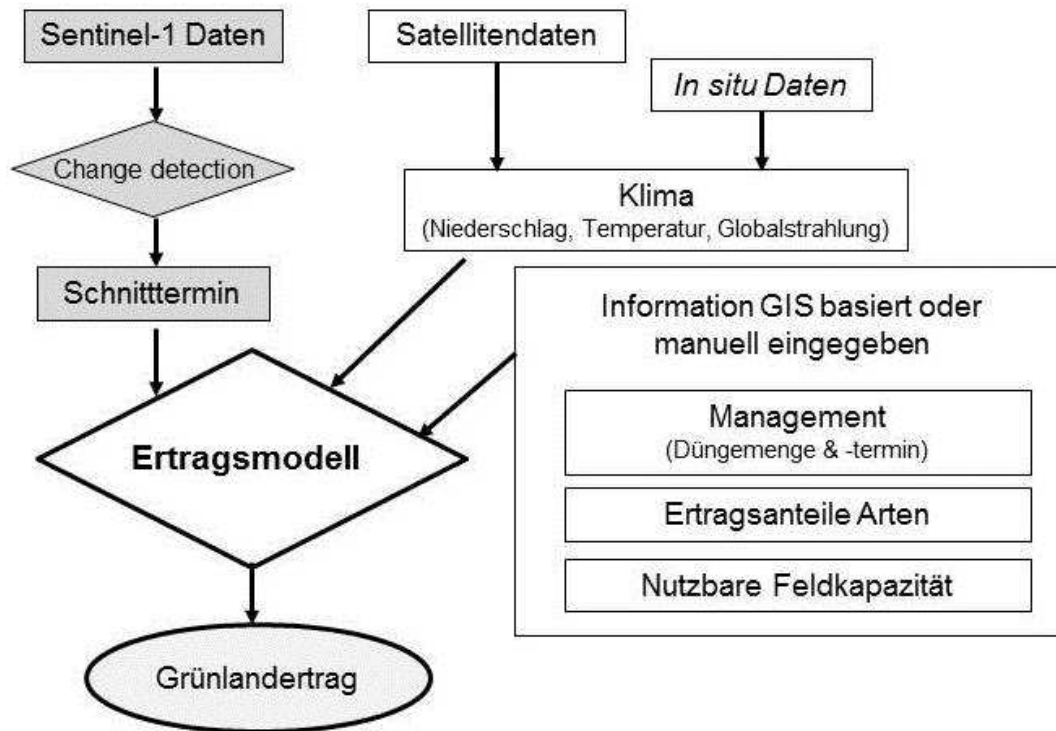 Sentinel-1 Daten
Satellitendaten
In situ Daten
Change detection
Klima
(Niederschlag, Temperatur, Globalstrahlung)
Schnitttermin
Information GIS basiert oder
manuell eingegeben
Management
(Düngemenge & -termin)
Ertragsmodell
Ertragsanteile Arten
Nutzbare Feldkapazität
Grünlandertrag